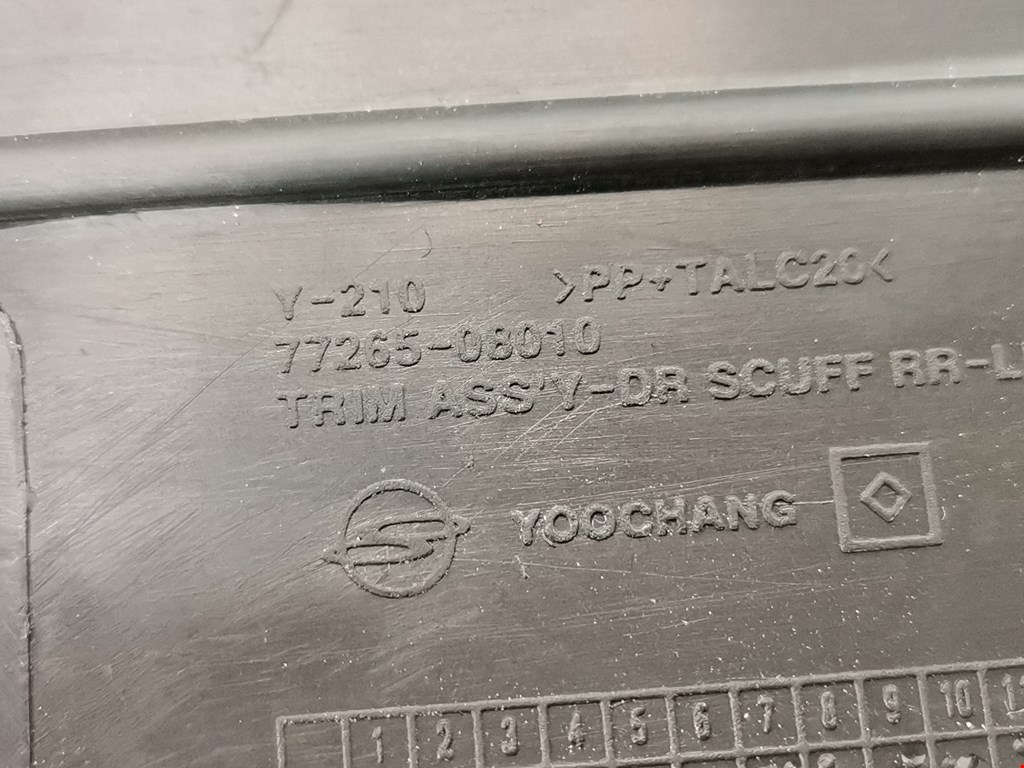 Y-210 >PP+TALC20<
77265-08010
TRIM ASS'Y-DR SCUFF RR-L
YOOCHANG
1 2 3 4 5 6 7 8 9 10